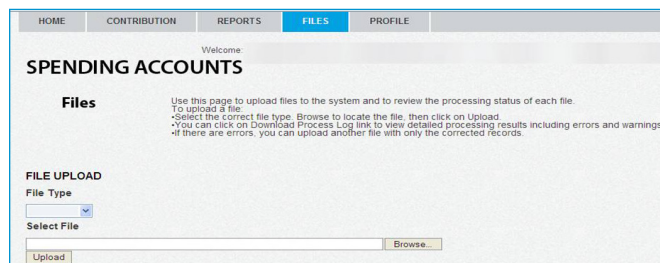 HOME CONTRIBUTION REPORTS FILES PROFILE
Welcome:
SPENDING ACCOUNTS
Files
Use this page to upload files to the system and to review the processing status of each file.
To upload a file:
•Select the correct file type. Browse to locate the file, then click on Upload.
•You can click on Download Process Log link to view detailed processing results including errors and warnings
•If there are errors, you can upload another file with only the corrected records.
FILE UPLOAD
File Type
Select File
Browse...
Upload